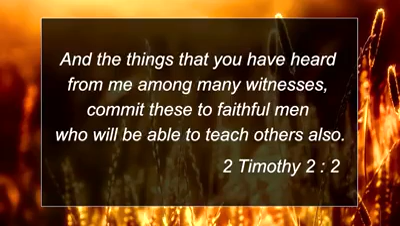 And the things that you have heard
from me among many witnesses,
commit these to faithful men
who will be able to teach others also.
2 Timothy 2 : 2